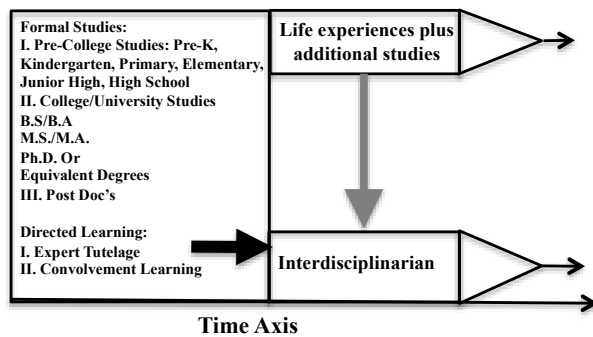 Formal Studies:
I. Pre-College Studies: Pre-K,
Kindergarten, Primary, Elementary,
Junior High, High School
II. College/University Studies
B.S/B.A
M.S./M.A.
Ph.D. Or
Equivalent Degrees
III. Post Doc's
Directed Learning:
I. Expert Tutelage
II. Convolvement Learning
Life experiences plus
additional studies
Interdisciplinarian
Time Axis